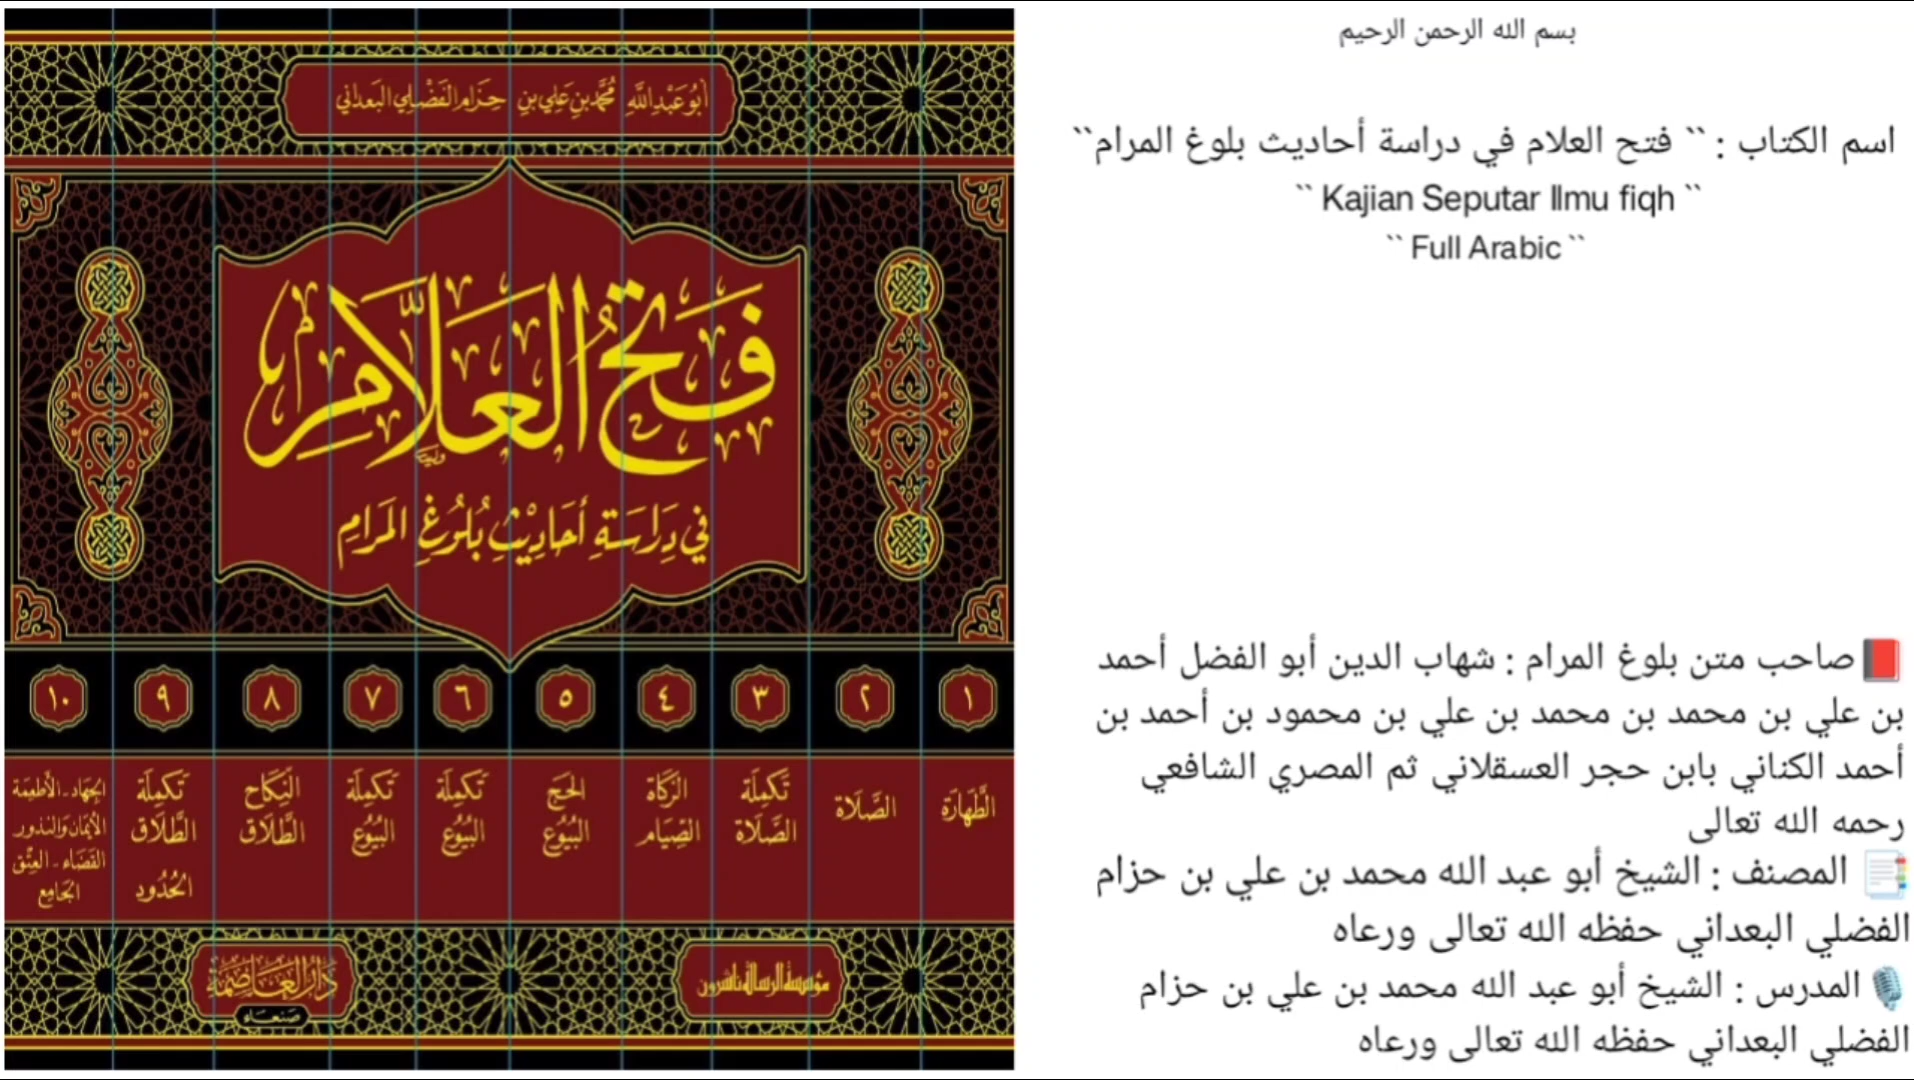 أبو عبد الله محمد بن علي بن حزام الفضلي البعداني
فتح العلام
في دراسة أحاديث بلوغ المرام
١ ٢ ٣ ٤ ٥ ٦ ٧ ٨ ٩ ١٠
الطهارة
الصلاة
تكملة
الصلاة
الزكاة
الصيام
الحج
البيوع
تكملة
البيوع
تكملة
البيوع
النكاح
الطلاق
تكملة
الطلاق
الحدود
الجهاد - الأطعمة
الأيمان والنذور
القضاء - العتق
الجامع
مؤسسة الرسالة ناشرون
دار العاصمة
صنعاء
بسم الله الرحمن الرحيم
اسم الكتاب : `` فتح العلام في دراسة أحاديث بلوغ المرام``
`` Kajian Seputar Ilmu fiqh ``
`` Full Arabic ``
📕صاحب متن بلوغ المرام : شهاب الدين أبو الفضل أحمد
بن علي بن محمد بن محمد بن علي بن محمود بن أحمد بن
أحمد الكناني بابن حجر العسقلاني ثم المصري الشافعي
رحمه الله تعالى
📑 المصنف : الشيخ أبو عبد الله محمد بن علي بن حزام
الفضلي البعداني حفظه الله تعالى ورعاه
🎙️ المدرس : الشيخ أبو عبد الله محمد بن علي بن حزام
الفضلي البعداني حفظه الله تعالى ورعاه